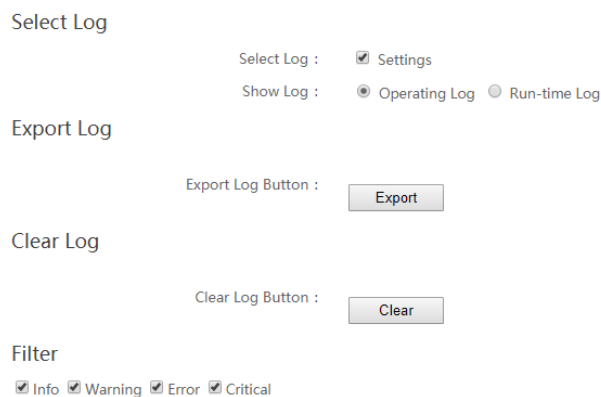 Select Log
Select Log : Settings
Show Log : Operating Log Run-time Log
Export Log
Export Log Button : Export
Clear Log
Clear Log Button : Clear
Filter
Info Warning Error Critical